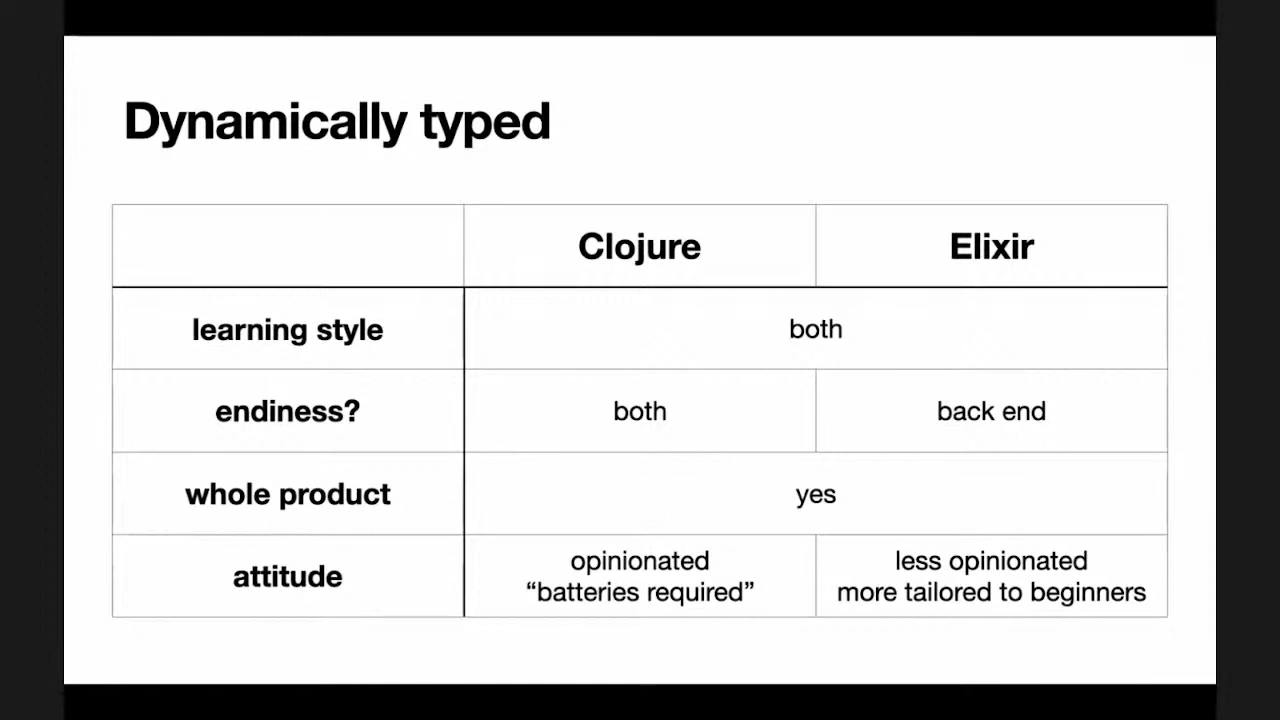 Dynamically typed
Clojure
Elixir
learning style
both
endiness?
both
back end
whole product
yes
attitude
opinionated
“batteries required”
less opinionated
more tailored to beginners